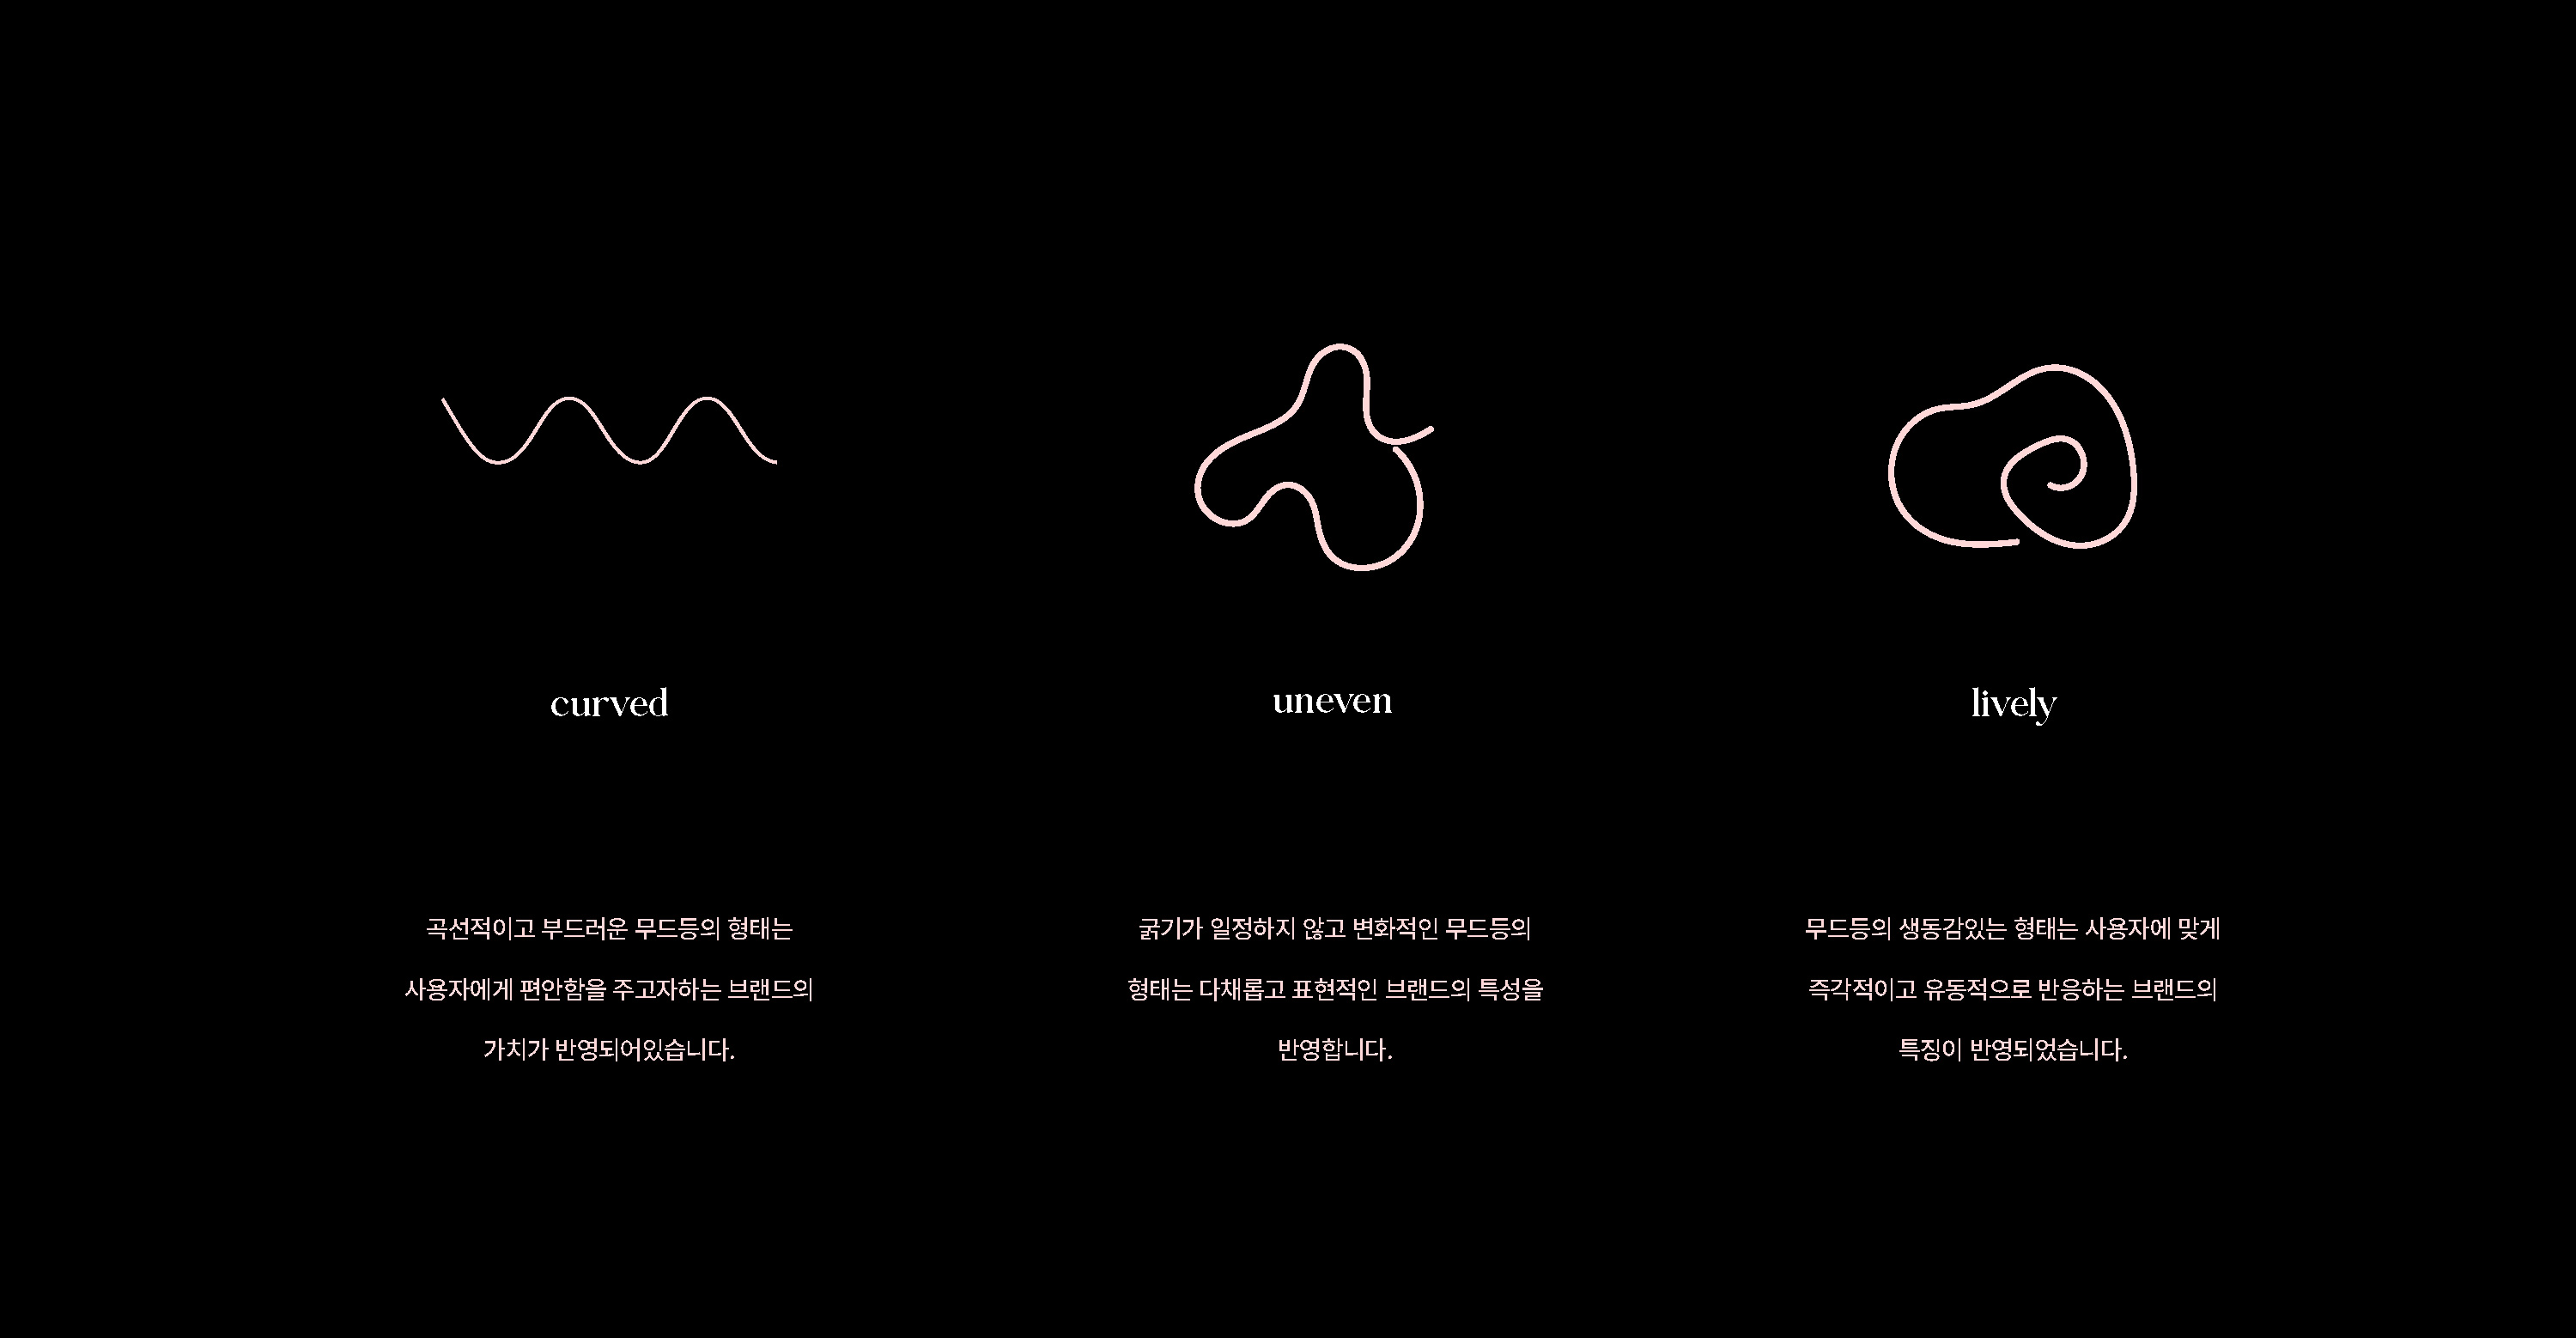 curved
곡선적이고 부드러운 무드등의 형태는
사용자에게 편안함을 주고자하는 브랜드의
가치가 반영되어있습니다.
uneven
굵기가 일정하지 않고 변화적인 무드등의
형태는 다채롭고 표현적인 브랜드의 특성을
반영합니다.
lively
무드등의 생동감있는 형태는 사용자에 맞게
즉각적이고 유동적으로 반응하는 브랜드의
특징이 반영되었습니다.